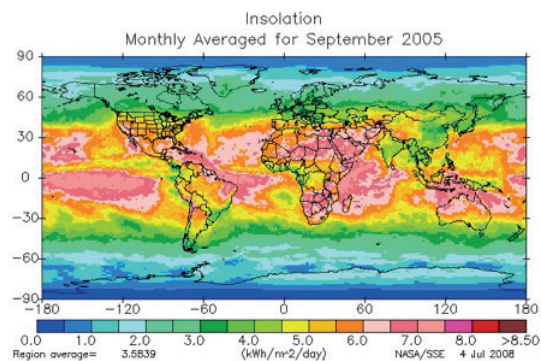 Insolation
Monthly Averaged for September 2005
90
60
30
0
−30
−60
−90
−180 −120 −60 0 60 120 180
0.0 1.0 2.0 3.0 4.0 5.0 6.0 7.0 8.0 >8.50
Region average= 3.5839 (kWh/m^2/day) NASA/SSE 4 Jul 2008